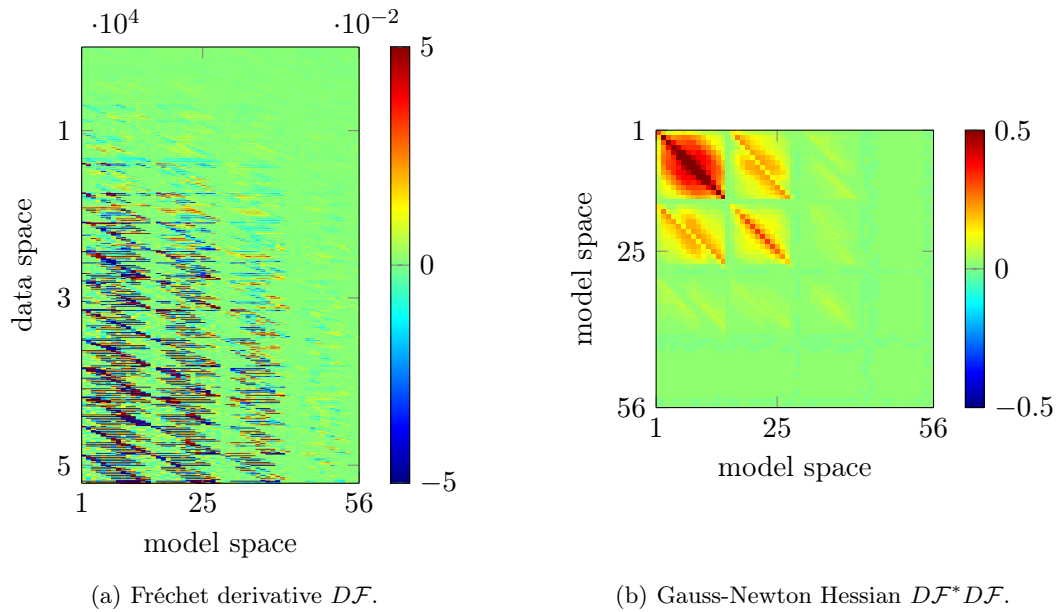 ·10⁴
·10⁻²
5
0
−5
1
3
5
data space
1 25 56
model space
(a) Fréchet derivative DF.
0.5
0
−0.5
1
25
56
model space
1 25 56
model space
(b) Gauss-Newton Hessian DF*DF.